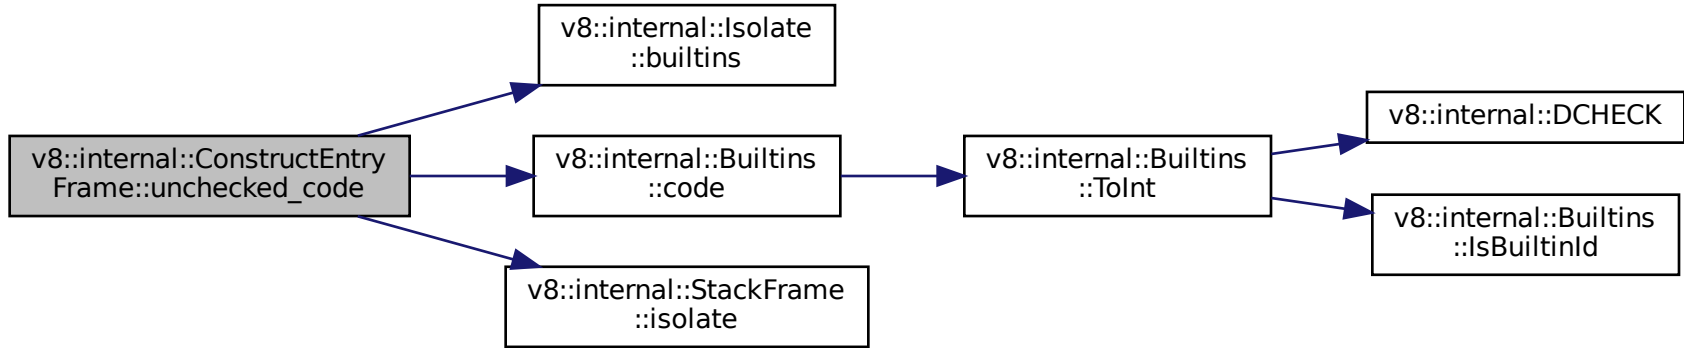 v8::internal::ConstructEntry
Frame::unchecked_code
v8::internal::Isolate
::builtins
v8::internal::Builtins
::code
v8::internal::StackFrame
::isolate
v8::internal::Builtins
::ToInt
v8::internal::DCHECK
v8::internal::Builtins
::IsBuiltinId